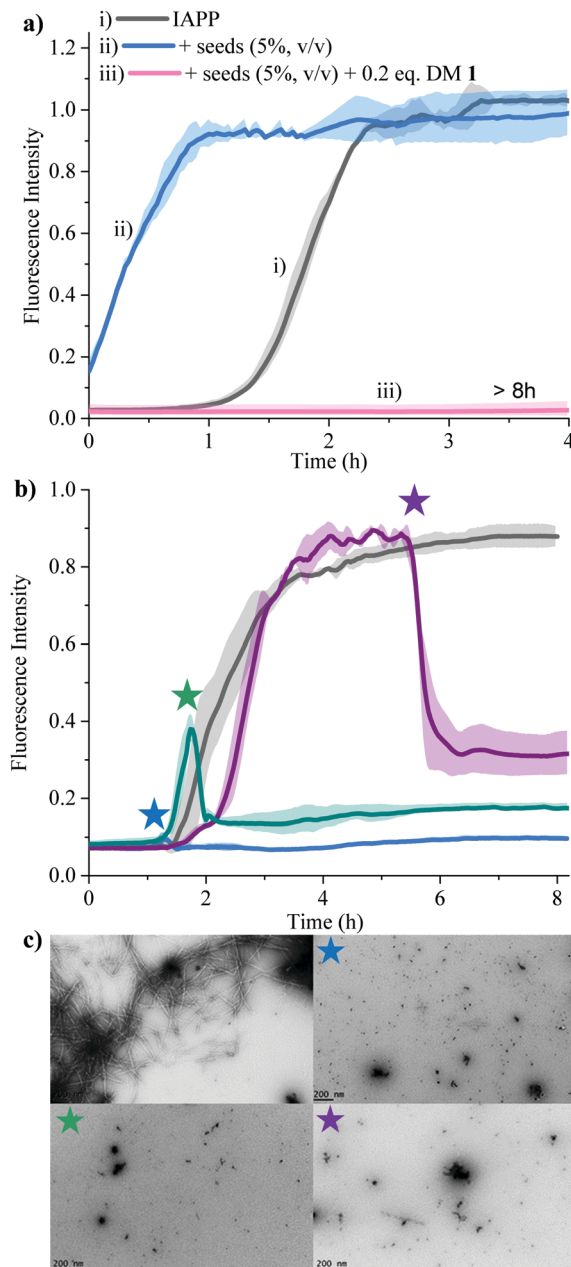 a)
i) IAPP
ii) + seeds (5%, v/v)
iii) + seeds (5%, v/v) + 0.2 eq. DM 1
1.2
1.0
0.8
0.6
0.4
0.2
0.0
Fluorescence Intensity
ii)
i)
iii)
> 8h
0 1 2 3 4
Time (h)
b)
1.0
0.8
0.6
0.4
0.2
0.0
Fluorescence Intensity
0 2 4 6 8
Time (h)
c)
200 nm
200 nm
200 nm
200 nm